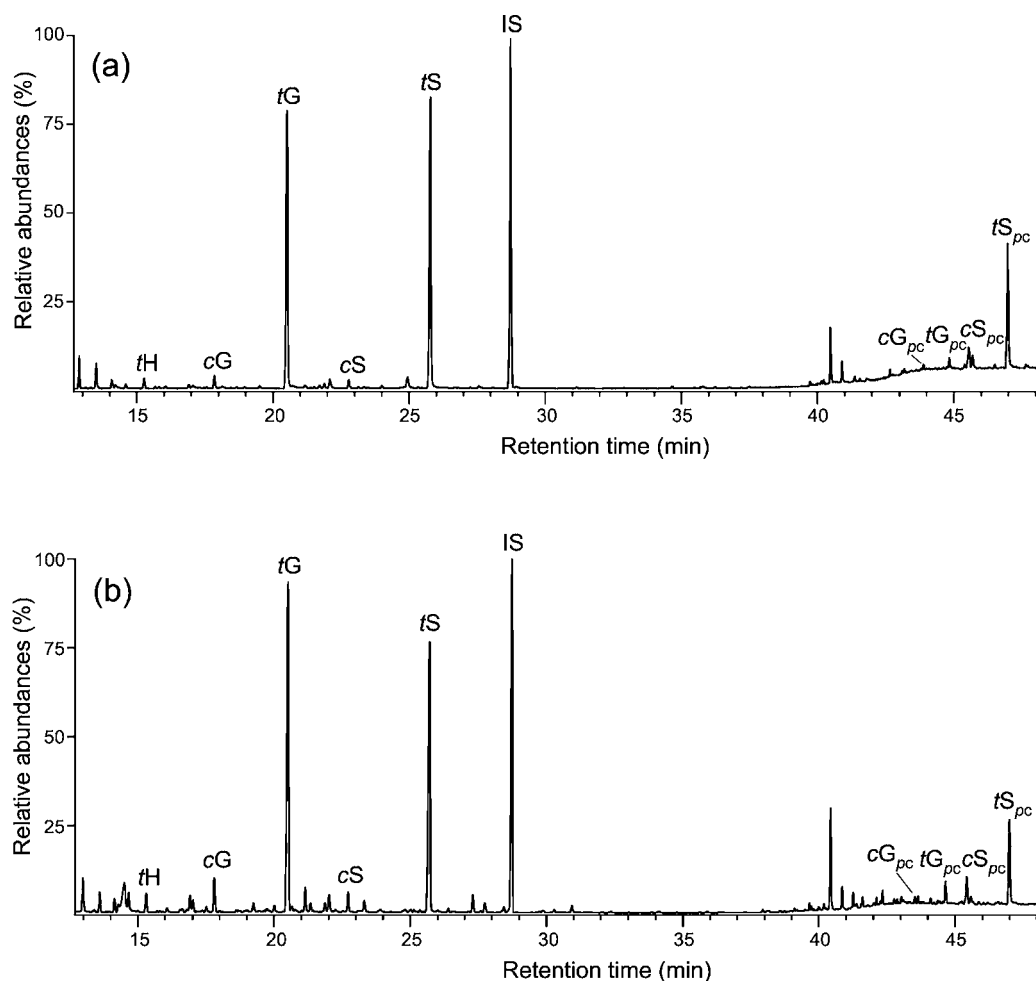 100
(a)
IS
tG
tS
75
50
25
tSpc
tH
cG
cS
cGpc tGpc cSpc
15 20 25 30 35 40 45
Relative abundances (%)
Retention time (min)
100
(b)
IS
tG
tS
75
50
25
tSpc
tH
cG
cS
cGpc tGpc cSpc
15 20 25 30 35 40 45
Relative abundances (%)
Retention time (min)